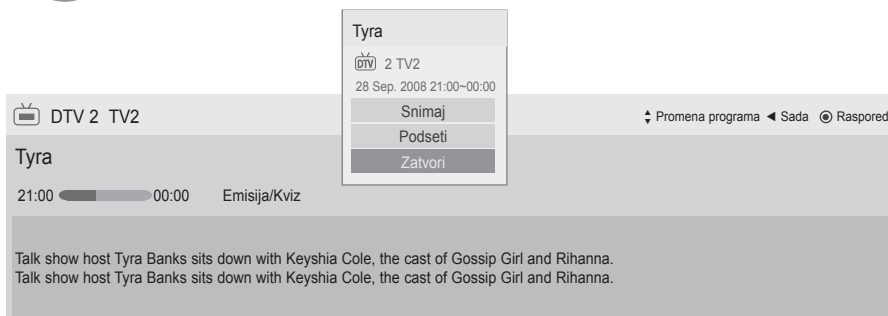 Tyra
DTV 2 TV2
28 Sep. 2008 21:00~00:00
Snimaj
Podseti
Zatvori
DTV 2 TV2
Promena programa Sada Raspored
Tyra
21:00 00:00 Emisija/Kviz
Talk show host Tyra Banks sits down with Keyshia Cole, the cast of Gossip Girl and Rihanna.
Talk show host Tyra Banks sits down with Keyshia Cole, the cast of Gossip Girl and Rihanna.